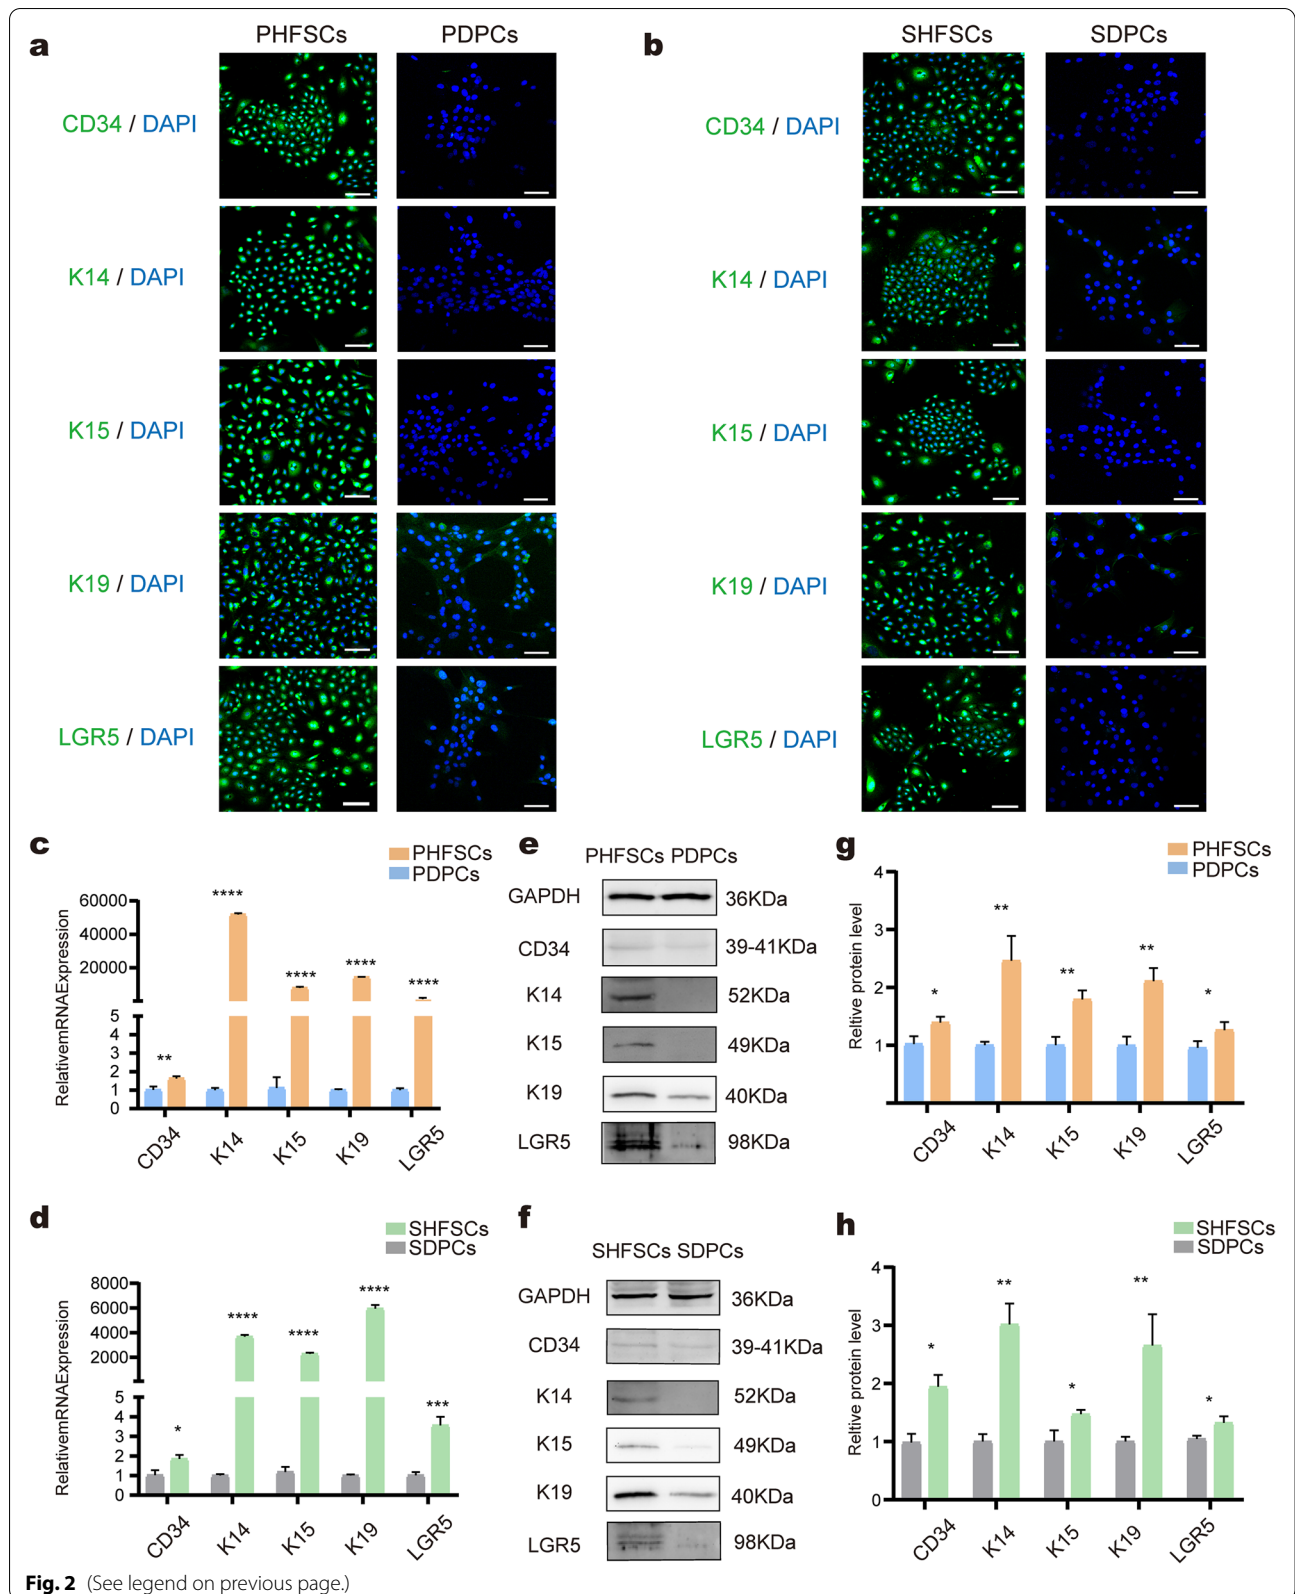 a
PHFSCs PDPCs
CD34 / DAPI
K14 / DAPI
K15 / DAPI
K19 / DAPI
LGR5 / DAPI
b
SHFSCs SDPCs
CD34 / DAPI
K14 / DAPI
K15 / DAPI
K19 / DAPI
LGR5 / DAPI
c
PHFSCs
PDPCs
RelativemRNAExpression
60000
40000
20000
5
4
3
2
1
0
** **** **** **** ****
CD34 K14 K15 K19 LGR5
e
PHFSCs PDPCs
GAPDH 36KDa
CD34 39-41KDa
K14 52KDa
K15 49KDa
K19 40KDa
LGR5 98KDa
g
PHFSCs
PDPCs
Reltive protein level
4
3
2
1
* ** ** ** *
CD34 K14 K15 K19 LGR5
d
SHFSCs
SDPCs
RelativemRNAExpression
8000
6000
4000
2000
5
4
3
2
1
0
* **** **** **** ***
CD34 K14 K15 K19 LGR5
f
SHFSCs SDPCs
GAPDH 36KDa
CD34 39-41KDa
K14 52KDa
K15 49KDa
K19 40KDa
LGR5 98KDa
h
SHFSCs
SDPCs
Reltive protein level
4
3
2
1
0
* ** * ** *
CD34 K14 K15 K19 LGR5
Fig. 2 (See legend on previous page.)